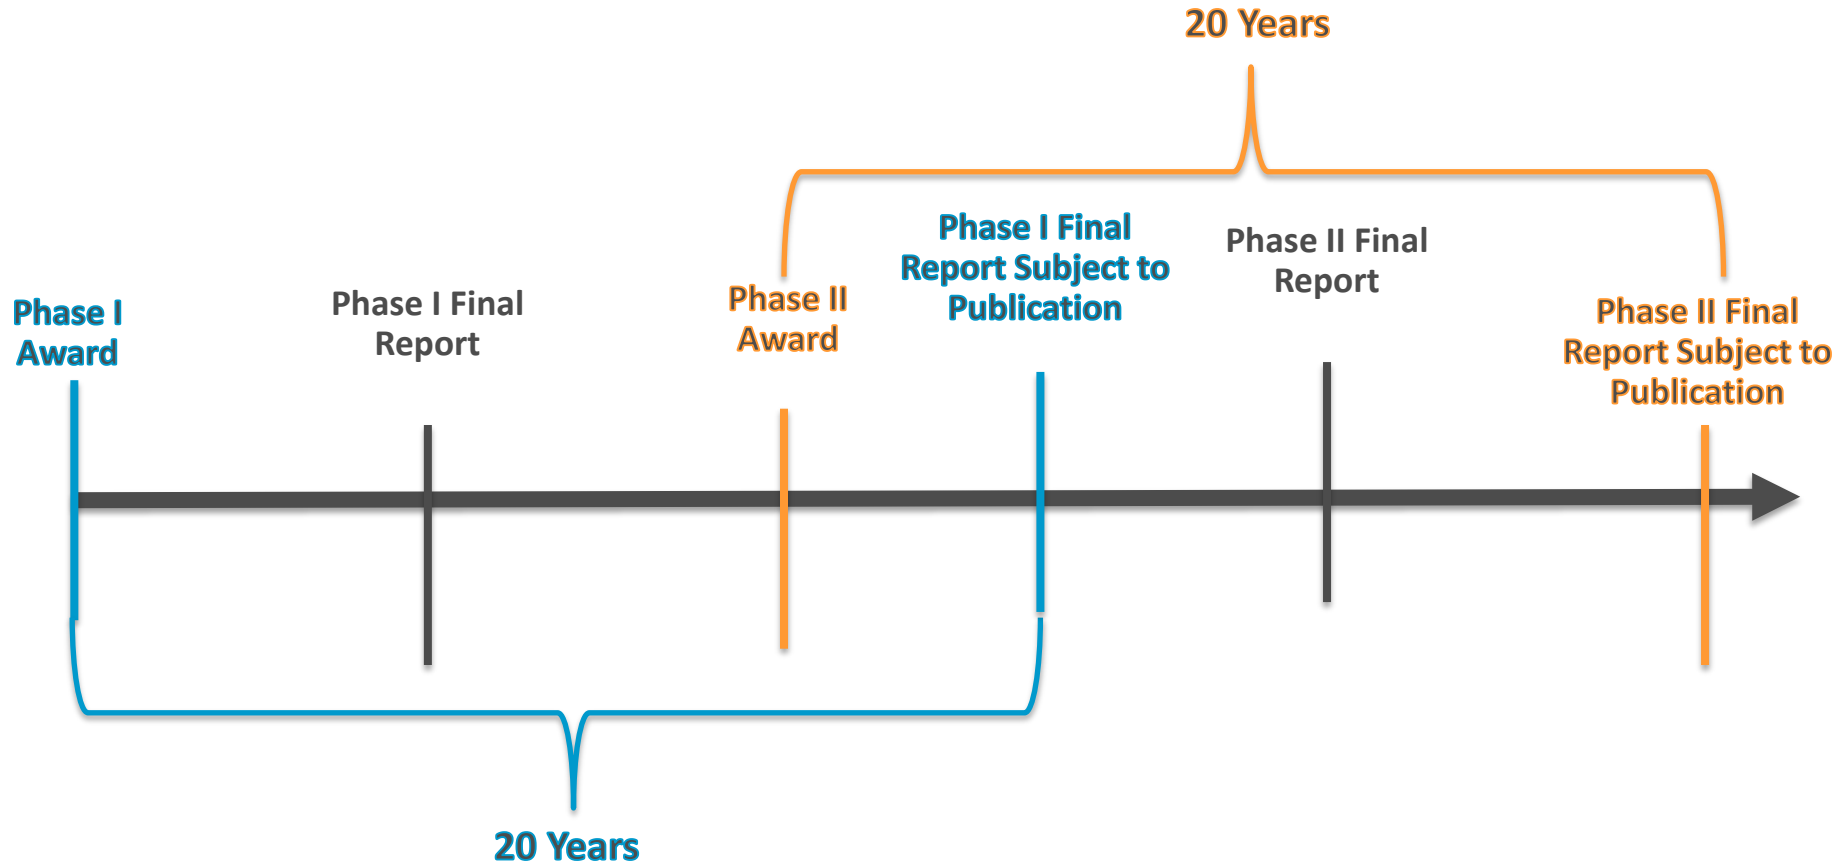 20 Years
Phase I
Award
Phase I Final
Report
Phase II
Award
Phase I Final
Report Subject to
Publication
Phase II Final
Report
Phase II Final
Report Subject to
Publication
20 Years